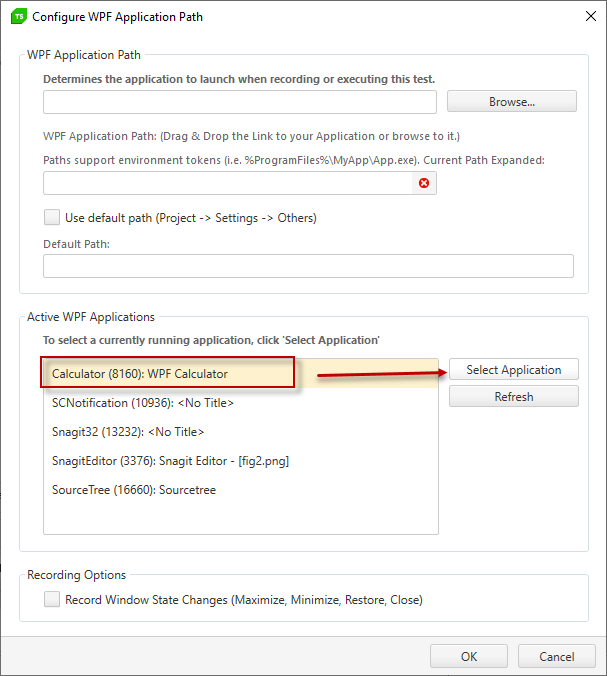 TS Configure WPF Application Path
WPF Application Path
Determines the application to launch when recording or executing this test.
Browse...
WPF Application Path: (Drag & Drop the Link to your Application or browse to it.)
Paths support environment tokens (i.e. %ProgramFiles%\MyApp\App.exe). Current Path Expanded:
Use default path (Project -> Settings -> Others)
Default Path:
Active WPF Applications
To select a currently running application, click 'Select Application'
Calculator (8160): WPF Calculator
Select Application
SCNotification (10936): <No Title>
Refresh
Snagit32 (13232): <No Title>
SnagitEditor (3376): Snagit Editor - [fig2.png]
SourceTree (16660): Sourcetree
Recording Options
Record Window State Changes (Maximize, Minimize, Restore, Close)
OK
Cancel